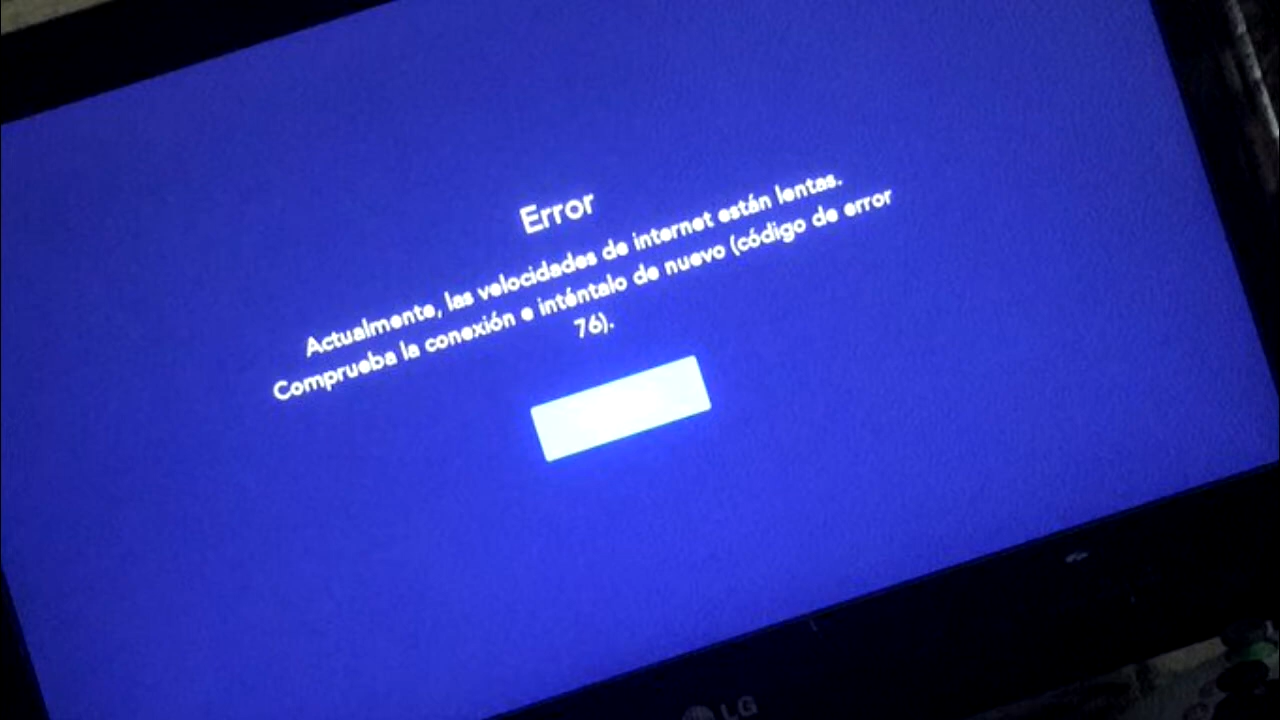 Error
Actualmente, las velocidades de internet están lentas.
Comprueba la conexión e inténtalo de nuevo (código de error
76).
LG